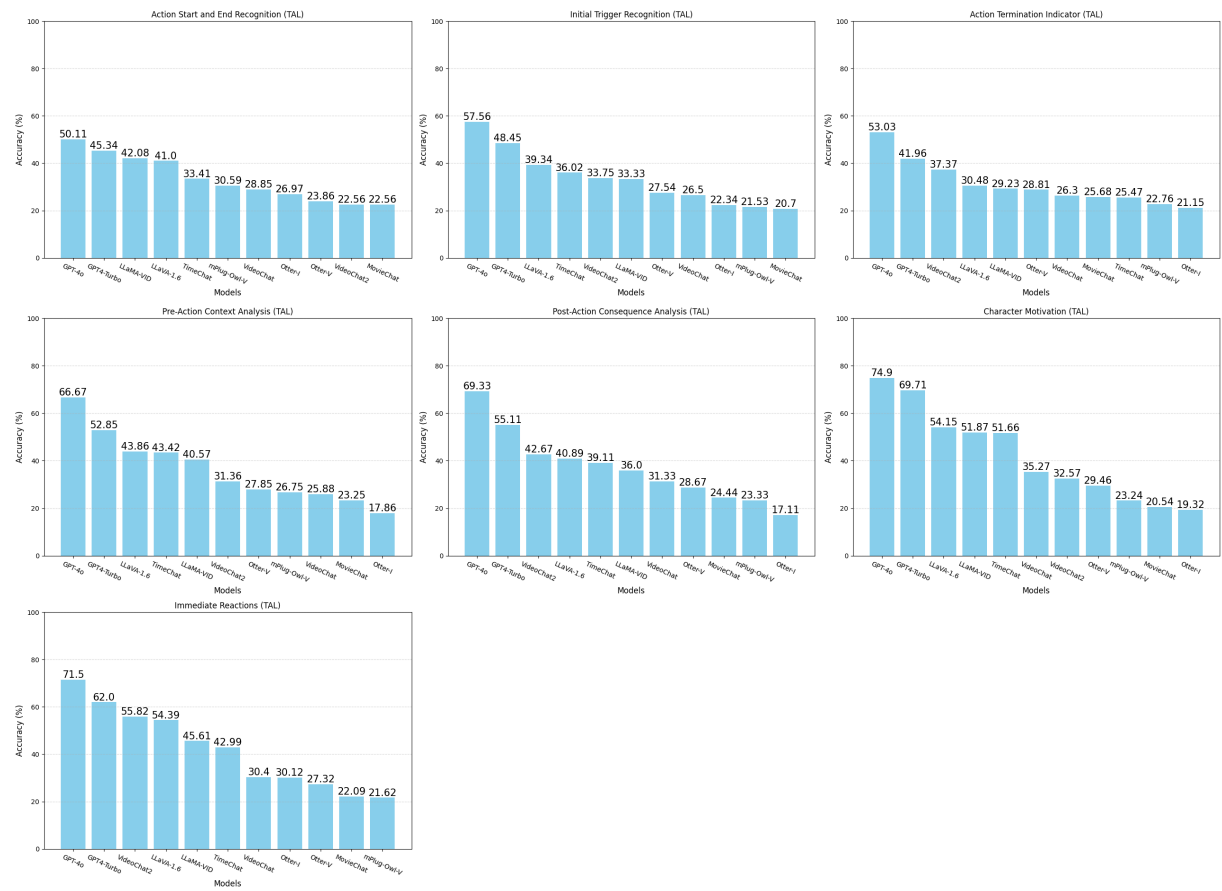 Action Start and End Recognition (TAL)
Accuracy (%)
100
80
60
40
20
0
50.11
45.34
42.08
41.0
33.41
30.59
28.85
26.97
23.86
22.56
22.56
GPT-4o
GPT4-Turbo
LLaMA-VID
LLaVA-1.6
TimeChat
mPlug-Owl-V
VideoChat
Otter-I
Otter-V
VideoChat2
MovieChat
Models
Initial Trigger Recognition (TAL)
Accuracy (%)
100
80
60
40
20
0
57.56
48.45
39.34
36.02
33.75
33.33
27.54
26.5
22.34
21.53
20.7
GPT-4o
GPT4-Turbo
LLaVA-1.6
TimeChat
VideoChat2
LLaMA-VID
Otter-V
VideoChat
Otter-I
mPlug-Owl-V
MovieChat
Models
Action Termination Indicator (TAL)
Accuracy (%)
100
80
60
40
20
0
53.03
41.96
37.37
30.48
29.23
28.81
26.3
25.68
25.47
22.76
21.15
GPT-4o
GPT4-Turbo
VideoChat2
LLaVA-1.6
LLaMA-VID
Otter-V
VideoChat
MovieChat
TimeChat
mPlug-Owl-V
Otter-I
Models
Pre-Action Context Analysis (TAL)
Accuracy (%)
100
80
60
40
20
0
66.67
52.85
43.86
43.42
40.57
31.36
27.85
26.75
25.88
23.25
17.86
GPT-4o
GPT4-Turbo
LLaVA-1.6
TimeChat
LLaMA-VID
VideoChat2
Otter-V
mPlug-Owl-V
VideoChat
MovieChat
Otter-I
Models
Post-Action Consequence Analysis (TAL)
Accuracy (%)
100
80
60
40
20
0
69.33
55.11
42.67
40.89
39.11
36.0
31.33
28.67
24.44
23.33
17.11
GPT-4o
GPT4-Turbo
VideoChat2
LLaVA-1.6
TimeChat
LLaMA-VID
VideoChat
Otter-V
MovieChat
mPlug-Owl-V
Otter-I
Models
Character Motivation (TAL)
Accuracy (%)
100
80
60
40
20
0
74.9
69.71
54.15
51.87
51.66
35.27
32.57
29.46
23.24
20.54
19.32
GPT-4o
GPT4-Turbo
LLaVA-1.6
LLaMA-VID
TimeChat
VideoChat
VideoChat2
Otter-V
mPlug-Owl-V
MovieChat
Otter-I
Models
Immediate Reactions (TAL)
Accuracy (%)
100
80
60
40
20
0
71.5
62.0
55.82
54.39
45.61
42.99
30.4
30.12
27.32
22.09
21.62
GPT-4o
GPT4-Turbo
VideoChat2
LLaVA-1.6
LLaMA-VID
TimeChat
VideoChat
Otter-I
Otter-V
MovieChat
mPlug-Owl-V
Models